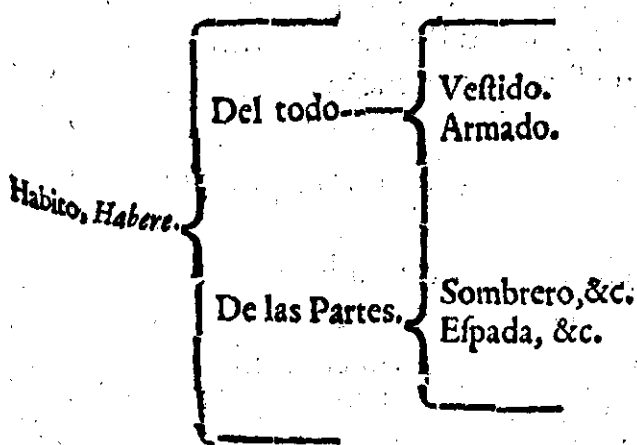 Habito, Habere.
Del todo
Veſtido.
Armado.
De las Partes.
Sombrero, &c.
Eſpada, &c.